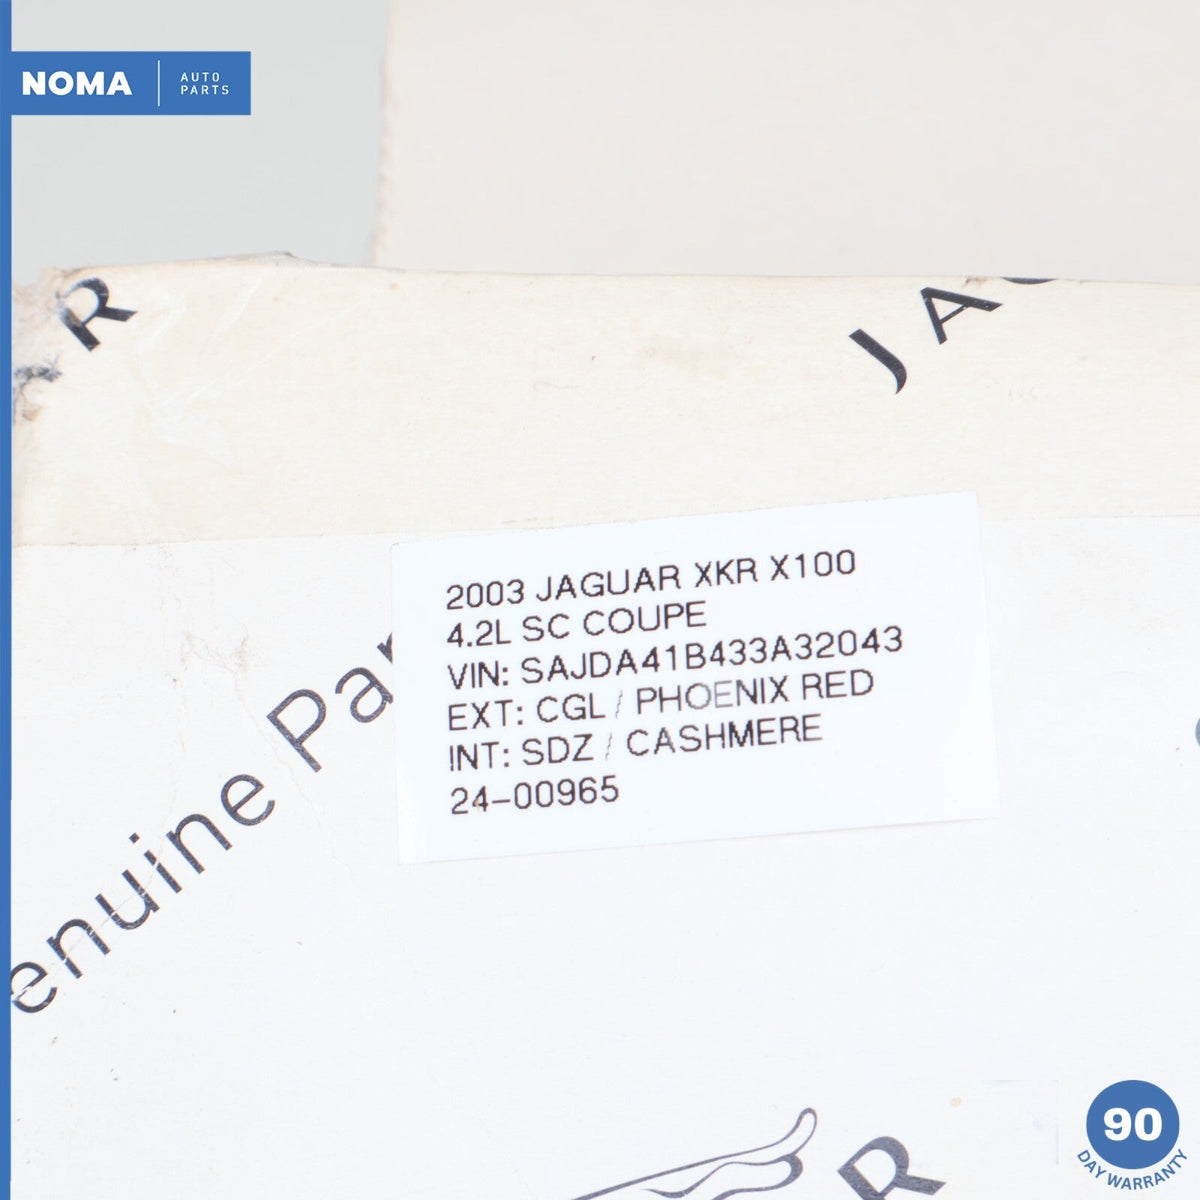 NOMA
AUTO
PARTS
R
JAG
2003 JAGUAR XKR X100
4.2L SC COUPE
VIN: SAJDA41B433A32043
EXT: CGL / PHOENIX RED
INT: SDZ / CASHMERE
24-00965
enuine Par
R
90
DAY WARRANTY